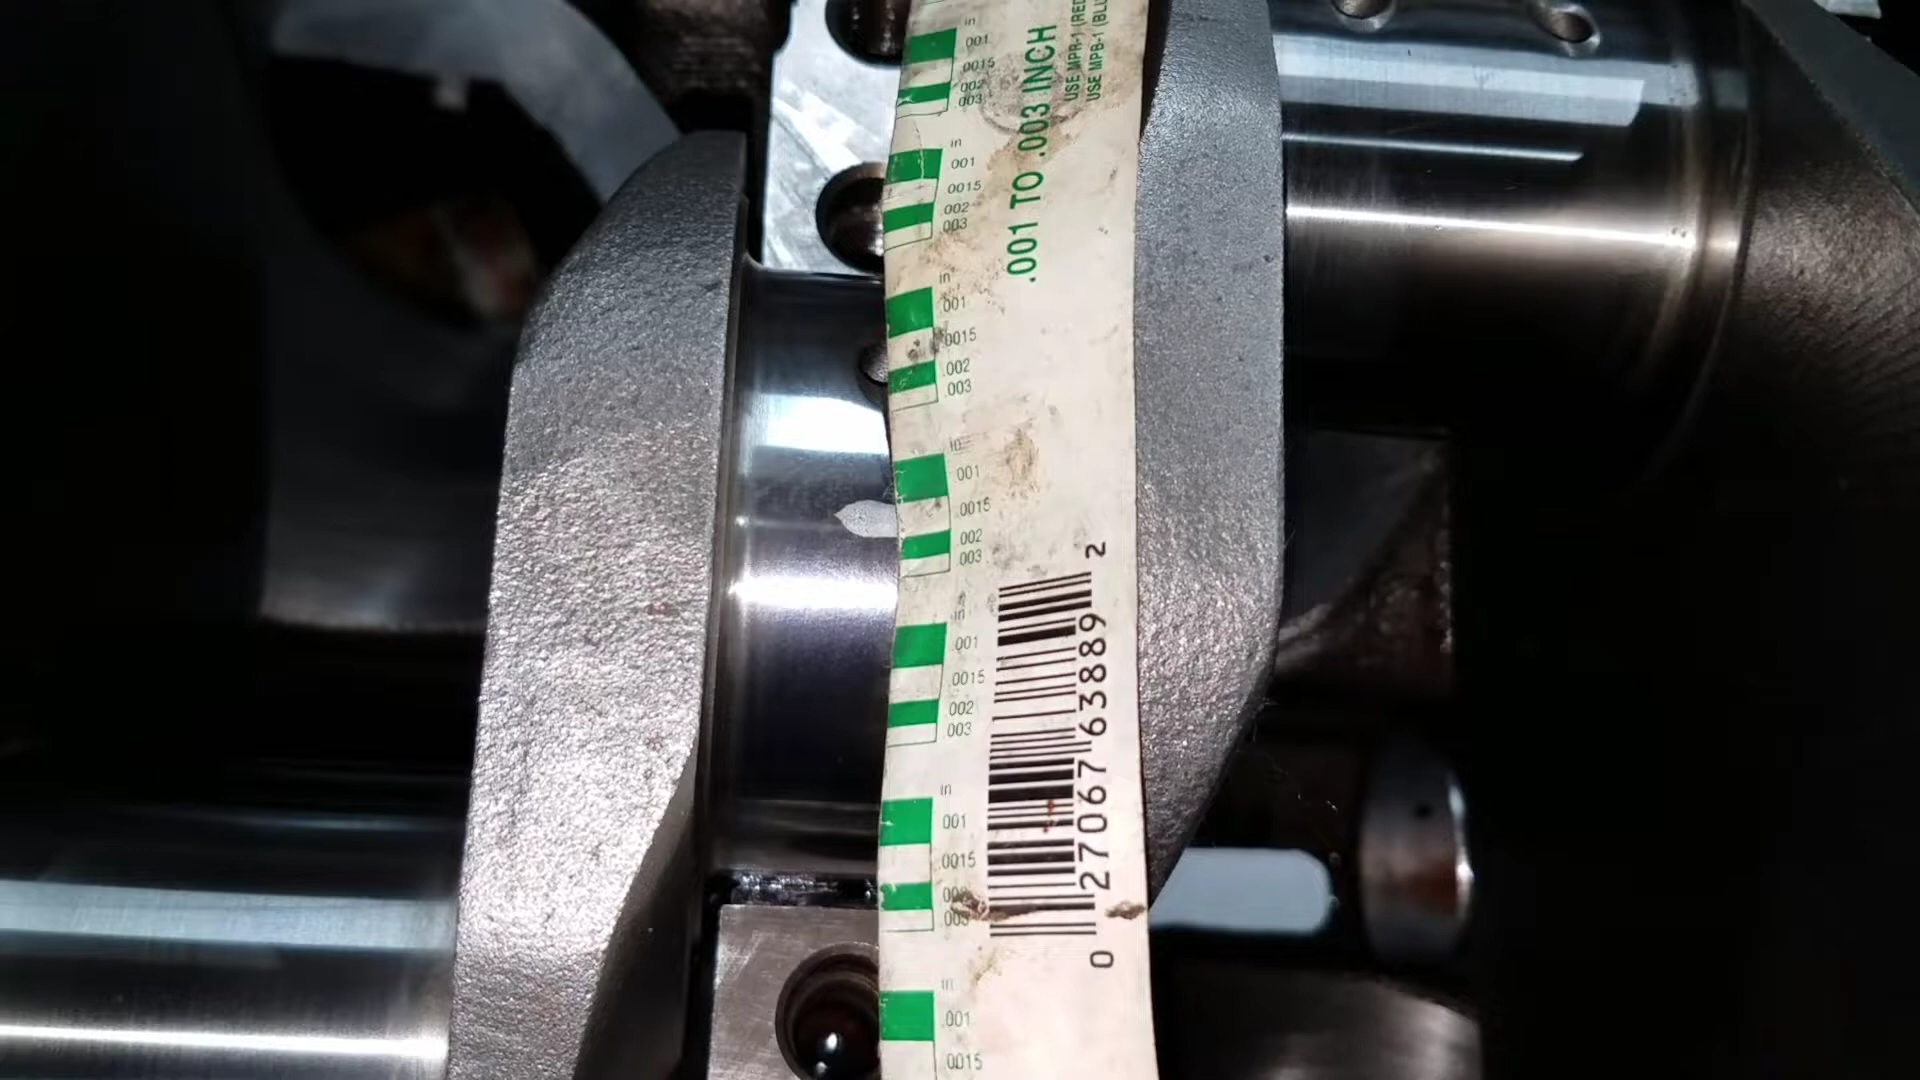 in
.001
.0015
.002
.003
in
.001
.0015
.002
.003
in
.001
.0015
.002
.003
in
.001
.0015
.002
.003
in
.001
.0015
.002
.003
in
.001
.0015
.002
.003
in
.001
.0015
.001 TO .003 INCH
USE MPR-1 (RED
USE MPB-1 (BLU
0 27067 63889 2